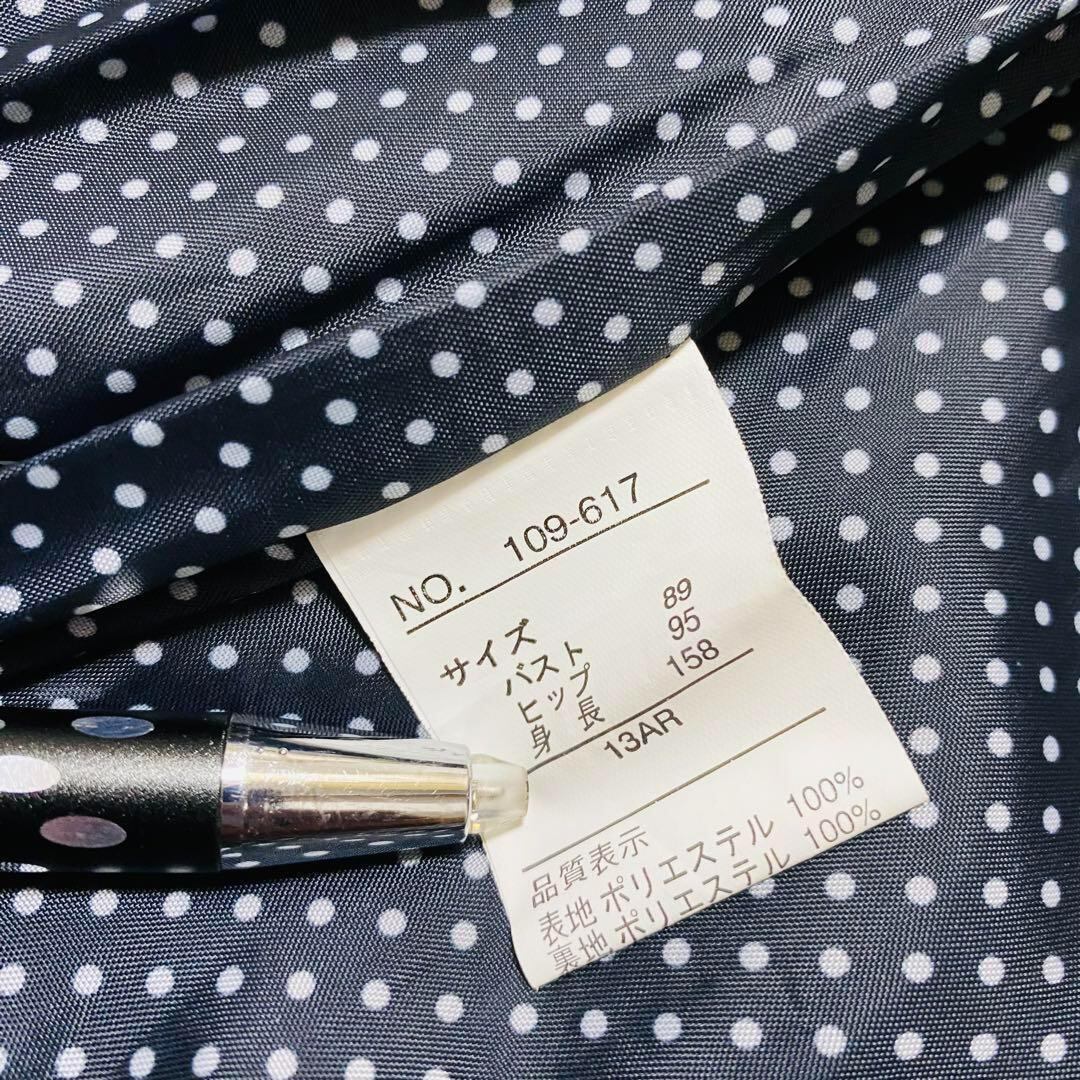 NO. 109-617
サイズ
バスト 89
ヒップ 95
身長 158
13AR
品質表示
表地 ポリエステル 100%
裏地 ポリエステル 100%